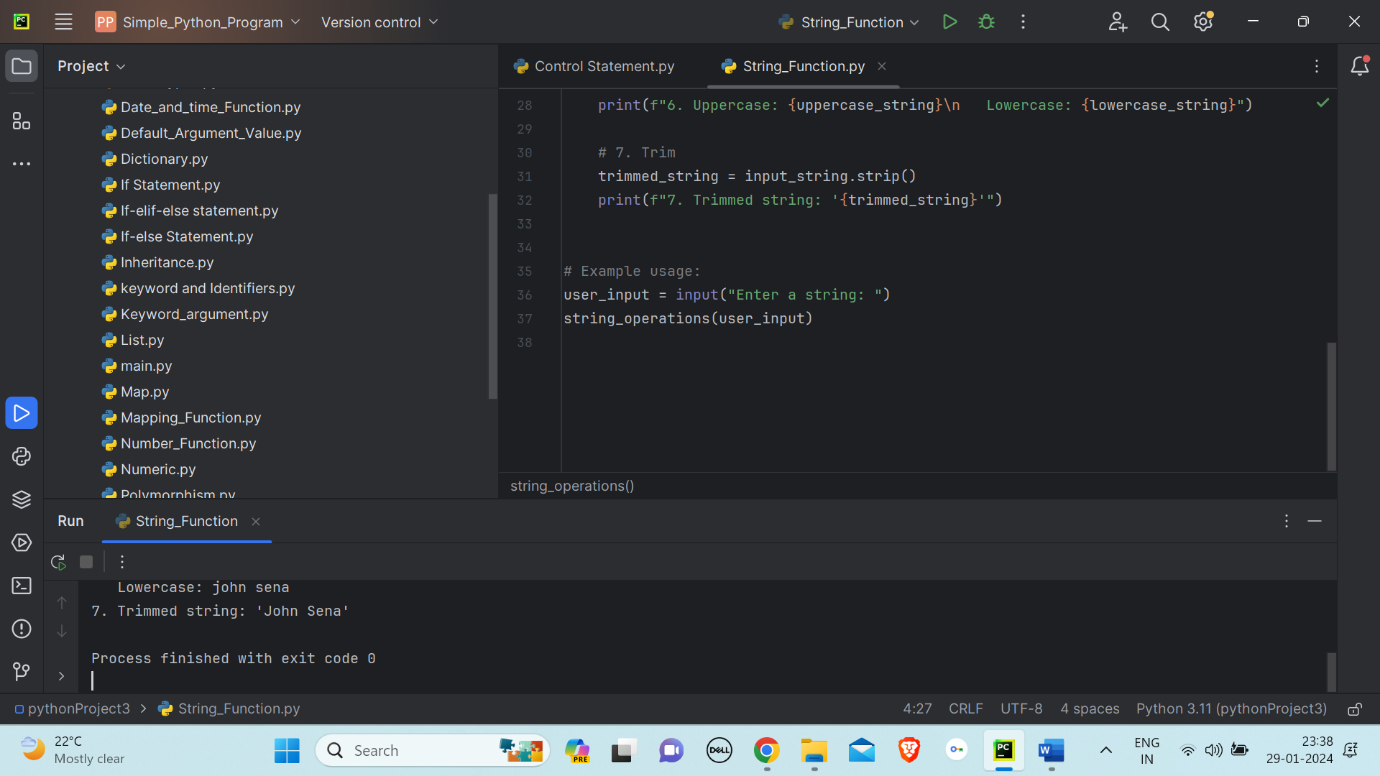 PC
PP Simple_Python_Program Version control String_Function
Project
Date_and_time_Function.py
Default_Argument_Value.py
Dictionary.py
If Statement.py
If-elif-else statement.py
If-else Statement.py
Inheritance.py
keyword and Identifiers.py
Keyword_argument.py
List.py
main.py
Map.py
Mapping_Function.py
Number_Function.py
Numeric.py
Polymorphism.py
Control Statement.py String_Function.py
28 print(f"6. Uppercase: {uppercase_string}\n   Lowercase: {lowercase_string}")
29
30 # 7. Trim
31 trimmed_string = input_string.strip()
32 print(f"7. Trimmed string: '{trimmed_string}'")
33
34
35 # Example usage:
36 user_input = input("Enter a string: ")
37 string_operations(user_input)
38
string_operations()
Run String_Function
Lowercase: john sena
7. Trimmed string: 'John Sena'
Process finished with exit code 0
pythonProject3 > String_Function.py 4:27 CRLF UTF-8 4 spaces Python 3.11 (pythonProject3)
22°C
Mostly clear
Search
PRE
DELL
PC
W
ENG
IN
23:38
29-01-2024